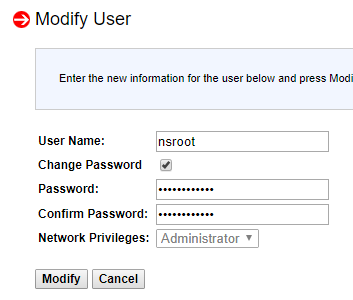 Modify User
Enter the new information for the user below and press Modi
User Name: nsroot
Change Password
Password: ••••••••••••
Confirm Password: ••••••••••••
Network Privileges: Administrator
Modify Cancel